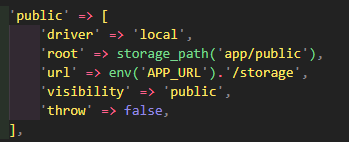 'public' => [
'driver' => 'local',
'root' => storage_path('app/public'),
'url' => env('APP_URL').'/storage',
'visibility' => 'public',
'throw' => false,
],